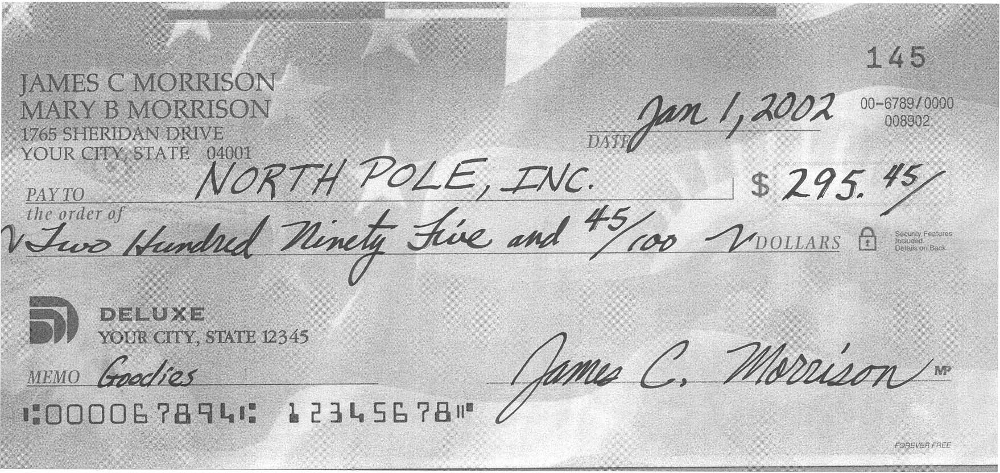 145
JAMES C MORRISON
MARY B MORRISON
1765 SHERIDAN DRIVE
YOUR CITY, STATE 04001
00-6789/0000
008902
DATE Jan 1, 2002
PAY TO
the order of NORTH POLE, INC. $ 295.45/
Two Hundred Ninety Five and 45/100 DOLLARS
Security Features
Included.
Details on Back.
DELUXE
YOUR CITY, STATE 12345
MEMO Goodies James C. Morrison MP
⑆000067894⑆ 12345678⑈
FOREVER FREE